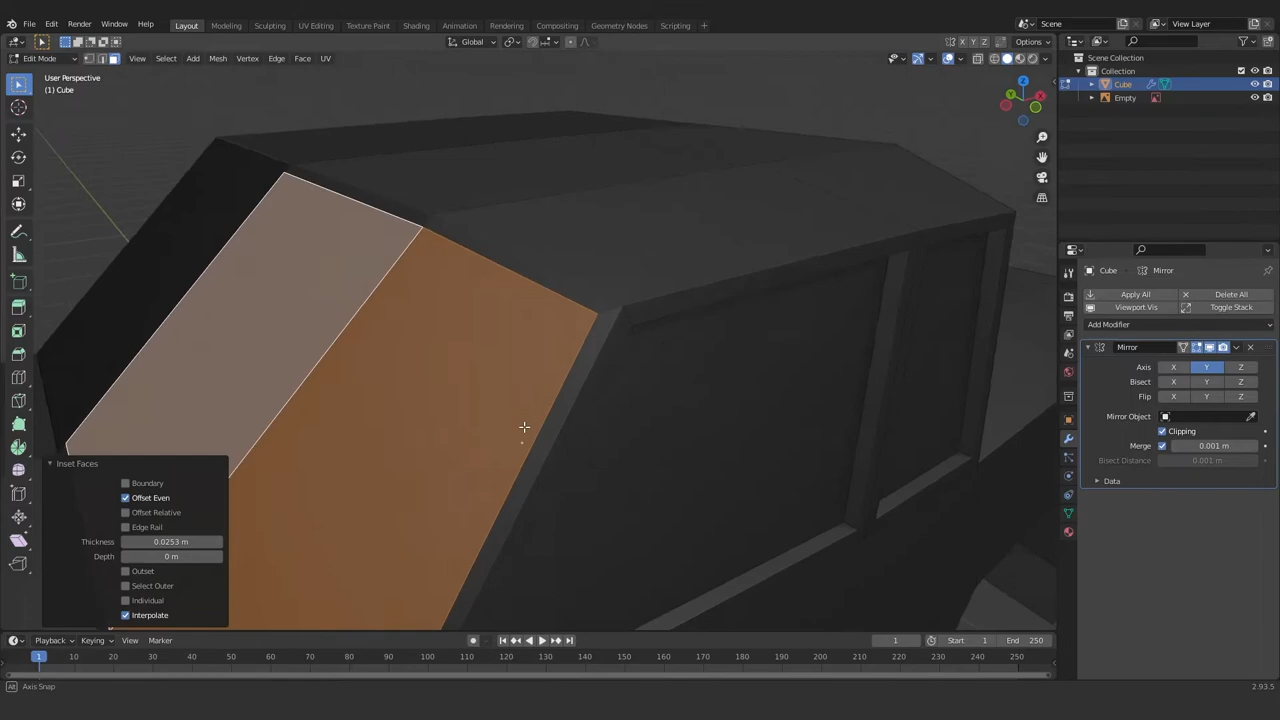 File Edit Render Window Help Layout Modeling Sculpting UV Editing Texture Paint Shading Animation Rendering Compositing Geometry Nodes Scripting + Scene View Layer
Global X Y Z Options
Edit Mode View Select Add Mesh Vertex Edge Face UV
User Perspective
(1) Cube
Scene Collection
Collection
Cube
Empty
Z
Y
X
Cube Mirror
Apply All Delete All
Viewport Vis Toggle Stack
Add Modifier
Mirror
Axis X Y Z
Bisect X Y Z
Flip X Y Z
Mirror Object
Clipping
Merge 0.001 m
Bisect Distance 0.001 m
Data
Inset Faces
Boundary
Offset Even
Offset Relative
Edge Rail
Thickness 0.0253 m
Depth 0 m
Outset
Select Outer
Individual
Interpolate
Playback Keying View Marker 1 Start 1 End 250
1 10 20 30 40 50 60 70 80 90 100 110 120 130 140 150 160 170 180 190 200 210 220 230 240 250
Alt Axis Snap 2.93.5